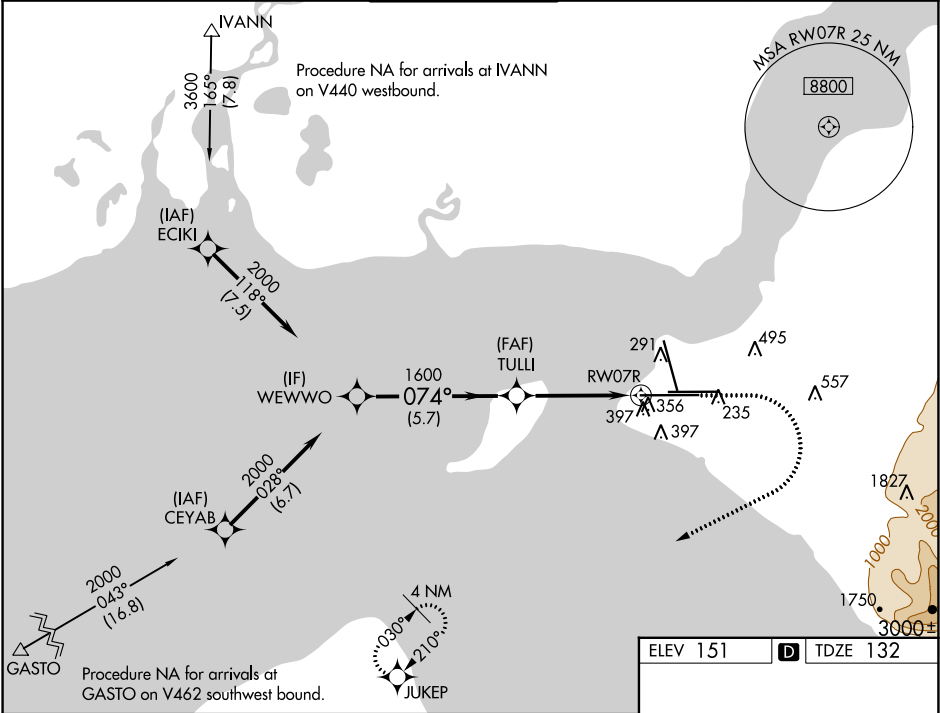 IVANN
3600
165°
(7.8)
Procedure NA for arrivals at IVANN
on V440 westbound.
MSA RW07R 25 NM
8800
(IAF)
ECIKI
2000
118°
(7.5)
(IF)
WEWWO
1600
074°
(5.7)
(FAF)
TULLI
RW07R
291
495
557
356
397
397
235
1827
2000
1000
1750
3000±
(IAF)
CEYAB
2000
028°
(6.7)
2000
043°
(16.8)
GASTO
Procedure NA for arrivals at
GASTO on V462 southwest bound.
4 NM
030°
210°
JUKEP
ELEV 151
D
TDZE 132